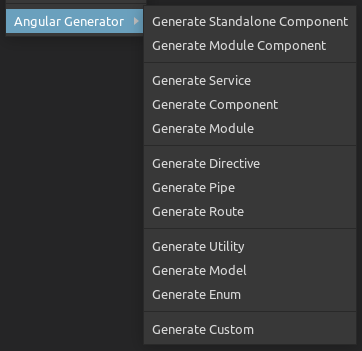 Angular Generator
Generate Standalone Component
Generate Module Component
Generate Service
Generate Component
Generate Module
Generate Directive
Generate Pipe
Generate Route
Generate Utility
Generate Model
Generate Enum
Generate Custom